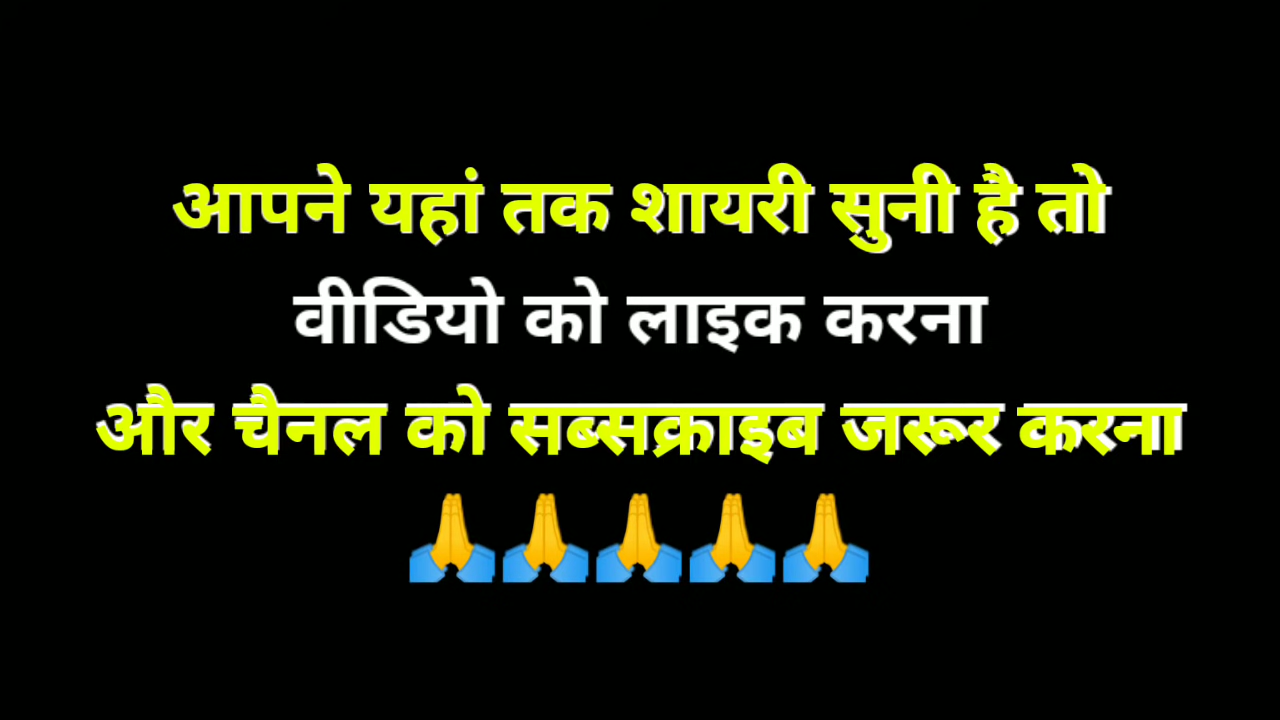 आपने यहां तक शायरी सुनी है तो
वीडियो को लाइक करना
और चैनल को सब्सक्राइब जरूर करना
🙏🙏🙏🙏🙏